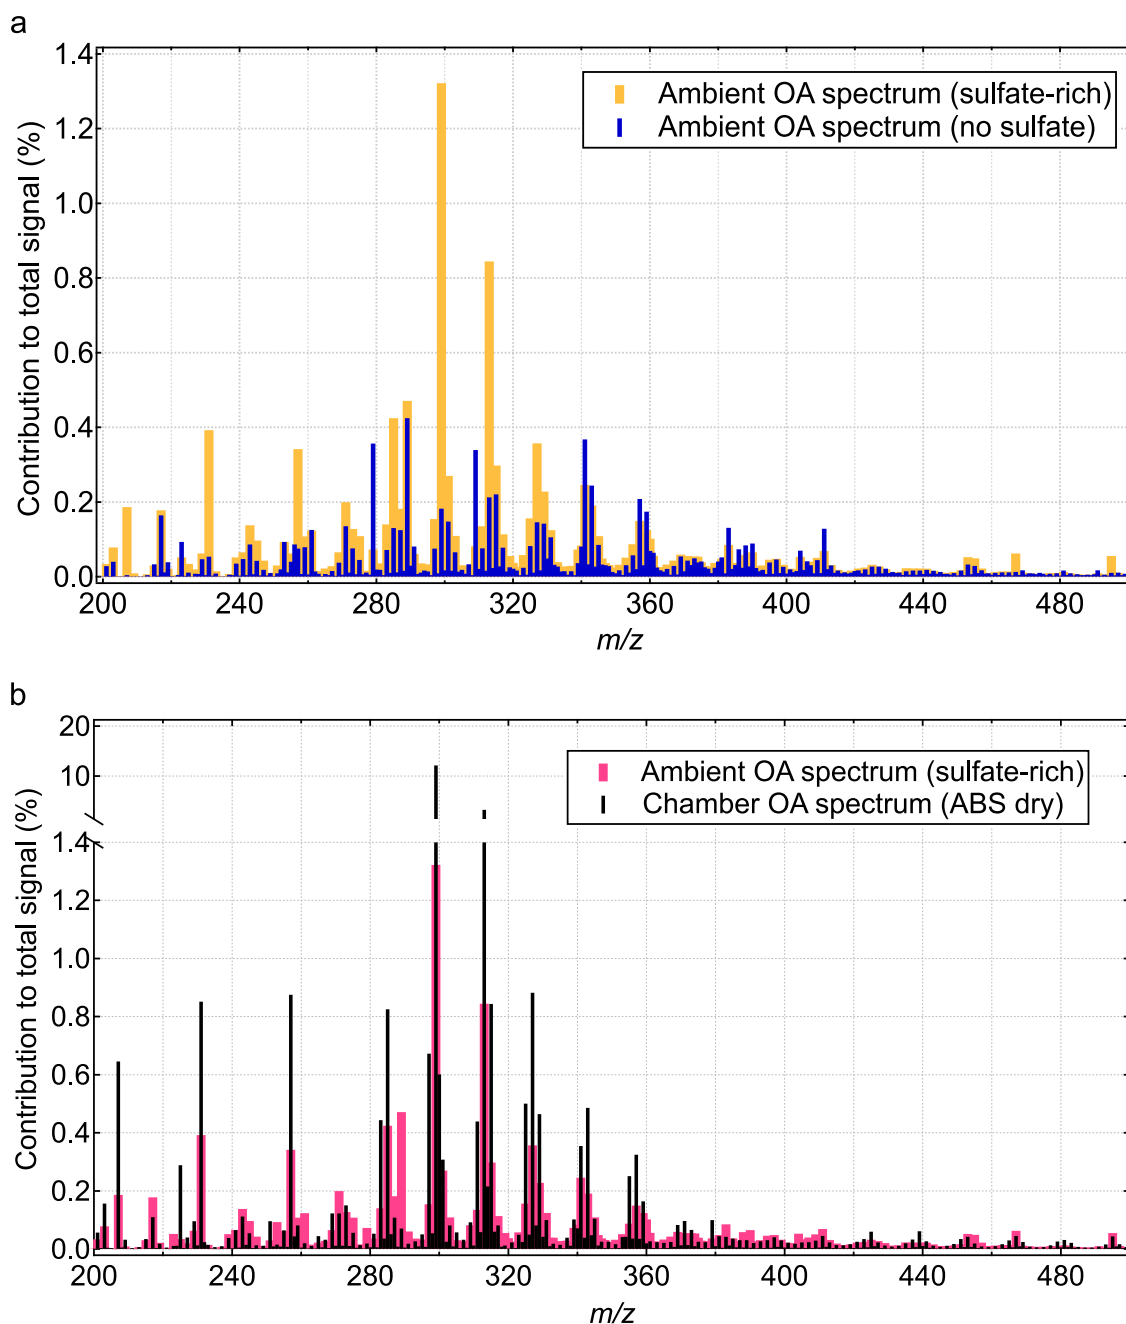 a
Contribution to total signal (%)
1.4
1.2
1.0
0.8
0.6
0.4
0.2
0.0
Ambient OA spectrum (sulfate-rich)
Ambient OA spectrum (no sulfate)
200 240 280 320 360 400 440 480
m/z
b
Contribution to total signal (%)
20
10
1.4
1.2
1.0
0.8
0.6
0.4
0.2
0.0
Ambient OA spectrum (sulfate-rich)
Chamber OA spectrum (ABS dry)
200 240 280 320 360 400 440 480
m/z